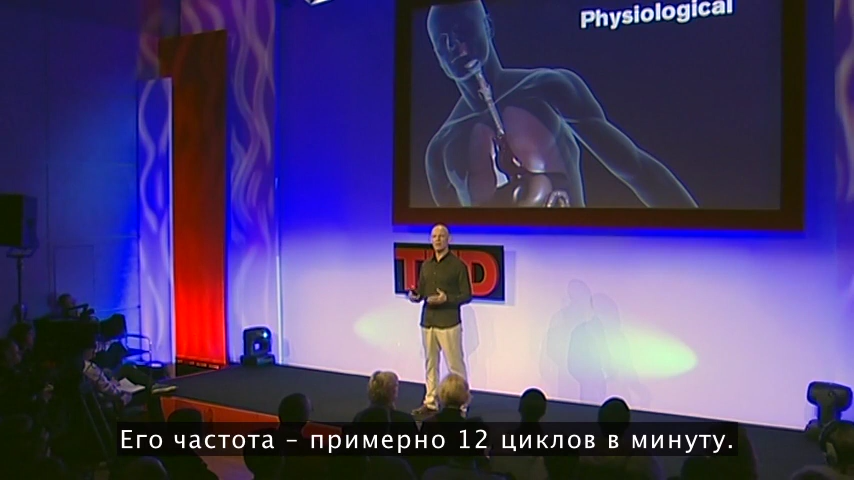 Physiological
TED
Его частота – примерно 12 циклов в минуту.